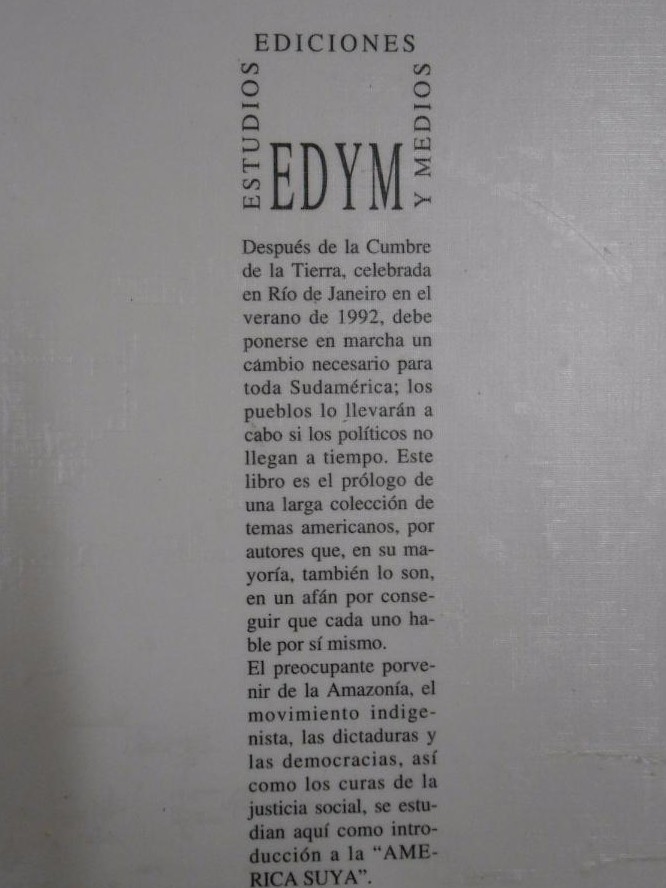 EDICIONES
ESTUDIOS
EDYM
Y MEDIOS
Después de la Cumbre
de la Tierra, celebrada
en Río de Janeiro en el
verano de 1992, debe
ponerse en marcha un
cámbio necesario para
toda Sudamérica; los
pueblos lo llevarán a
cabo si los políticos no
llegan a tiempo. Este
libro es el prólogo de
una larga colección de
temas americanos, por
autores que, en su ma-
yoría, también lo son,
en un afán por conse-
guir que cada uno ha-
ble por sí mismo.
El preocupante porve-
nir de la Amazonía, el
movimiento indige-
nista, las dictaduras y
las democracias, así
como los curas de la
justicia social, se estu-
dian aquí como intro-
ducción a la “AME-
RICA SUYA”.